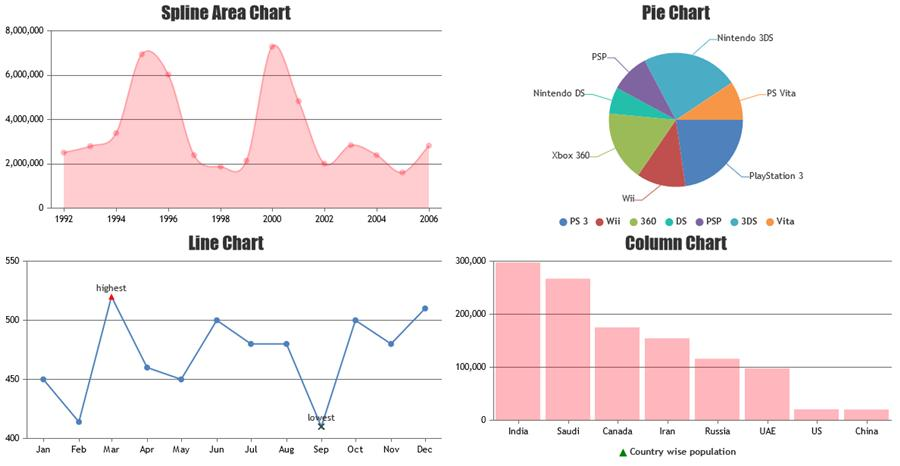 Spline Area Chart
8,000,000
6,000,000
4,000,000
2,000,000
0
1992 1994 1996 1998 2000 2002 2004 2006
Pie Chart
Nintendo 3DS
PSP
Nintendo DS
PS Vita
Xbox 360
PlayStation 3
Wii
PS 3 Wii 360 DS PSP 3DS Vita
Line Chart
550
highest
500
450
lowest
400
Jan Feb Mar Apr May Jun Jul Aug Sep Oct Nov Dec
Column Chart
300,000
200,000
100,000
0
India Saudi Canada Iran Russia UAE US China
Country wise population